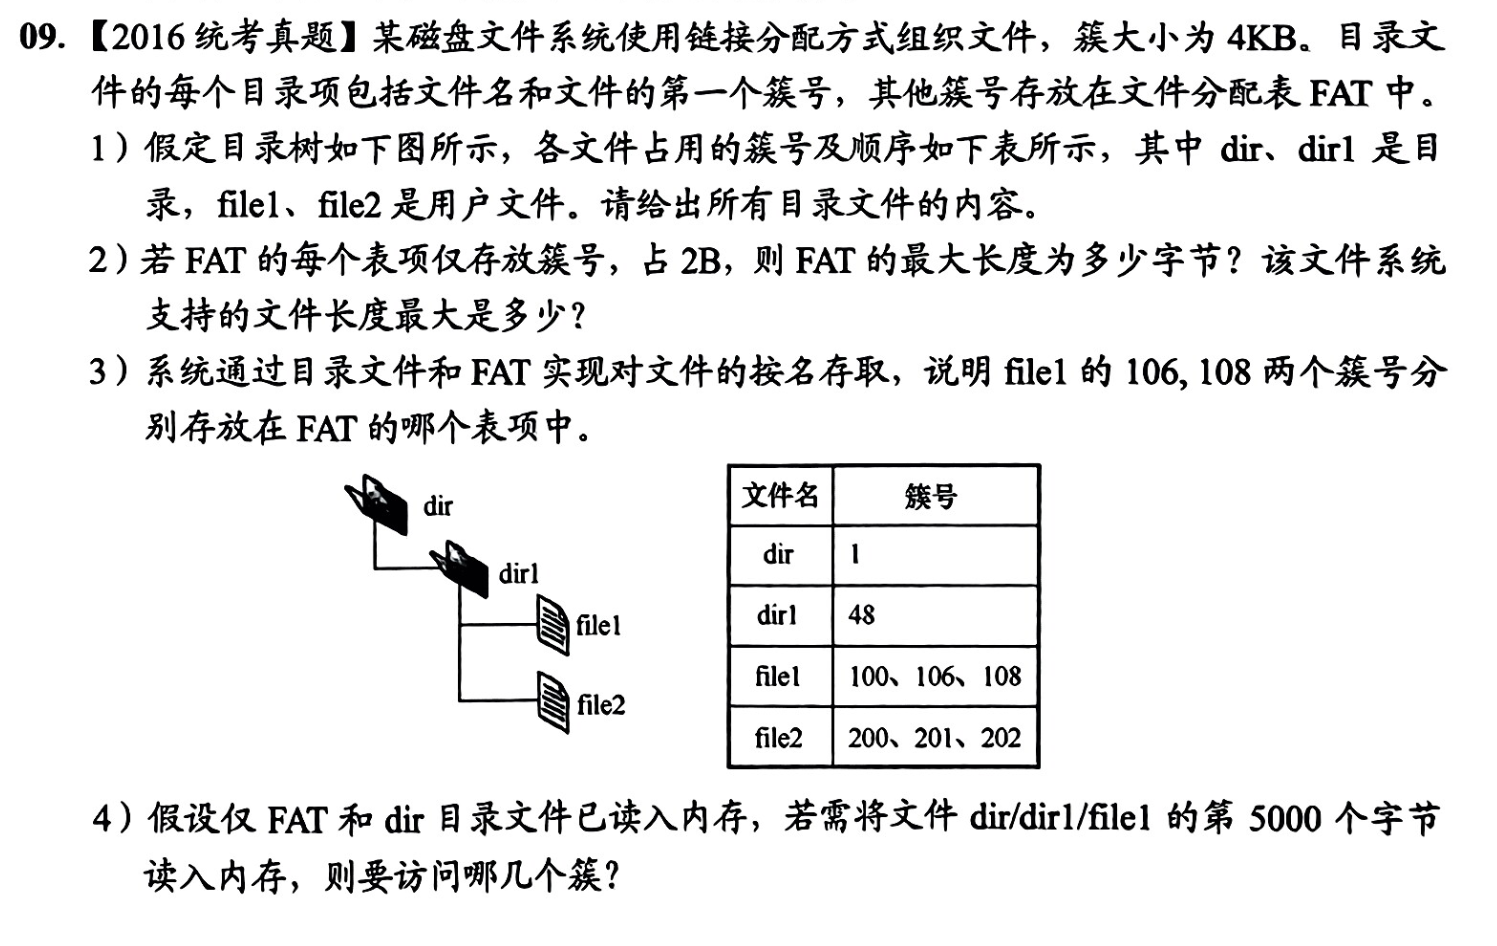 09.【2016 统考真题】某磁盘文件系统使用链接分配方式组织文件，簇大小为 4KB。目录文
件的每个目录项包括文件名和文件的第一个簇号，其他簇号存放在文件分配表 FAT 中。
1）假定目录树如下图所示，各文件占用的簇号及顺序如下表所示，其中 dir、dir1 是目
录，file1、file2 是用户文件。请给出所有目录文件的内容。
2）若 FAT 的每个表项仅存放簇号，占 2B，则 FAT 的最大长度为多少字节？该文件系统
支持的文件长度最大是多少？
3）系统通过目录文件和 FAT 实现对文件的按名存取，说明 file1 的 106, 108 两个簇号分
别存放在 FAT 的哪个表项中。
dir
dir1
file1
file2
文件名 簇号
dir 1
dir1 48
file1 100、106、108
file2 200、201、202
4）假设仅 FAT 和 dir 目录文件已读入内存，若需将文件 dir/dir1/file1 的第 5000 个字节
读入内存，则要访问哪几个簇？